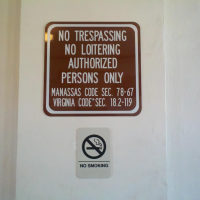 NO TRESPASSING
NO LOITERING
AUTHORIZED
PERSONS ONLY
MANASSAS CODE SEC. 78-67
VIRGINIA CODE SEC. 18.2-119
NO SMOKING